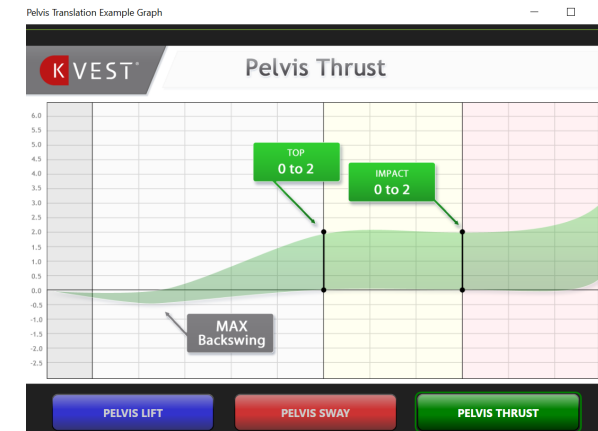 Pelvis Translation Example Graph
K VEST
Pelvis Thrust
6.0
5.5
5.0
4.5
4.0
3.5
3.0
2.5
2.0
1.5
1.0
0.5
0.0
-0.5
-1.0
-1.5
-2.0
-2.5
TOP
0 to 2
IMPACT
0 to 2
MAX
Backswing
PELVIS LIFT
PELVIS SWAY
PELVIS THRUST